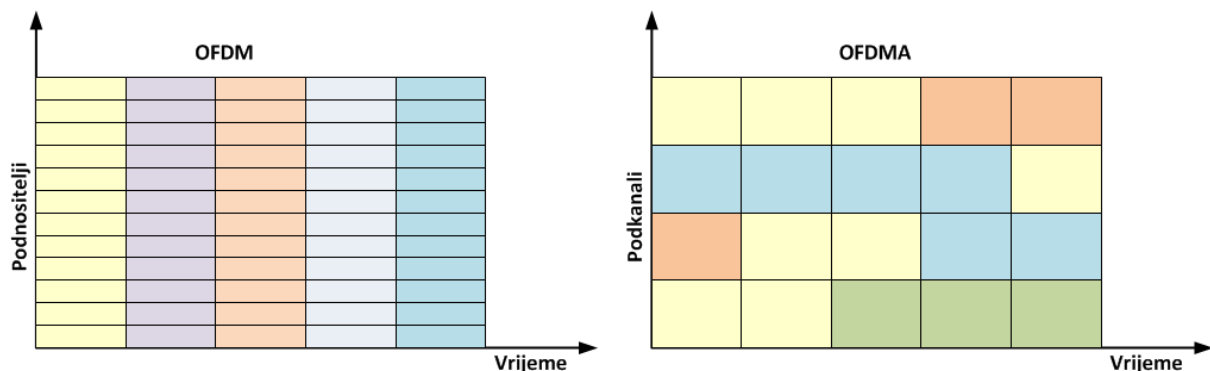 OFDM
Podnositelji
Vrijeme
OFDMA
Podkanali
Vrijeme